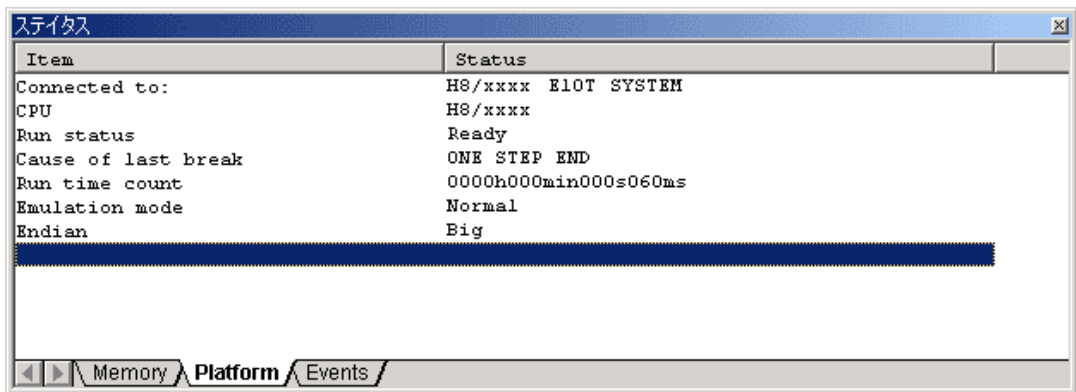 ステイタス
Item Status
Connected to: H8/xxxx E10T SYSTEM
CPU H8/xxxx
Run status Ready
Cause of last break ONE STEP END
Run time count 0000h000min000s060ms
Emulation mode Normal
Endian Big
Memory Platform Events